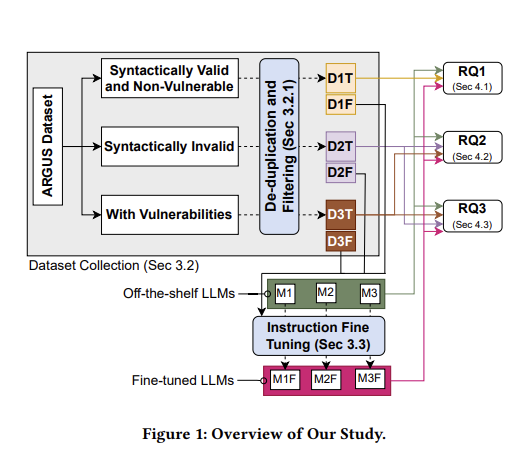 ARGUS Dataset
Syntactically Valid
and Non-Vulnerable
Syntactically Invalid
With Vulnerabilities
De-duplication and
Filtering (Sec 3.2.1)
D1T
D1F
D2T
D2F
D3T
D3F
RQ1
(Sec 4.1)
RQ2
(Sec 4.2)
RQ3
(Sec 4.3)
Dataset Collection (Sec 3.2)
Off-the-shelf LLMs
M1
M2
M3
Instruction Fine
Tuning (Sec 3.3)
Fine-tuned LLMs
M1F
M2F
M3F
Figure 1: Overview of Our Study.